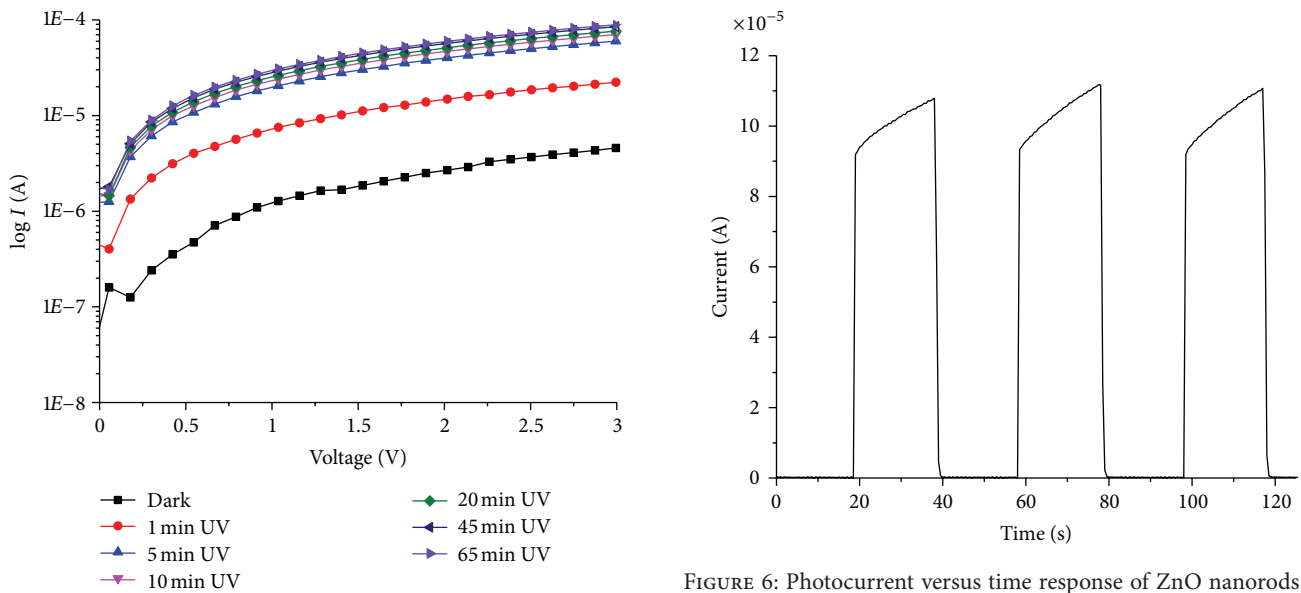 1E−4
1E−5
1E−6
1E−7
1E−8
log I (A)
0 0.5 1 1.5 2 2.5 3
Voltage (V)
Dark
1 min UV
5 min UV
10 min UV
20 min UV
45 min UV
65 min UV
×10−5
12
10
8
6
4
2
0
Current (A)
0 20 40 60 80 100 120
Time (s)
FIGURE 6: Photocurrent versus time response of ZnO nanorods